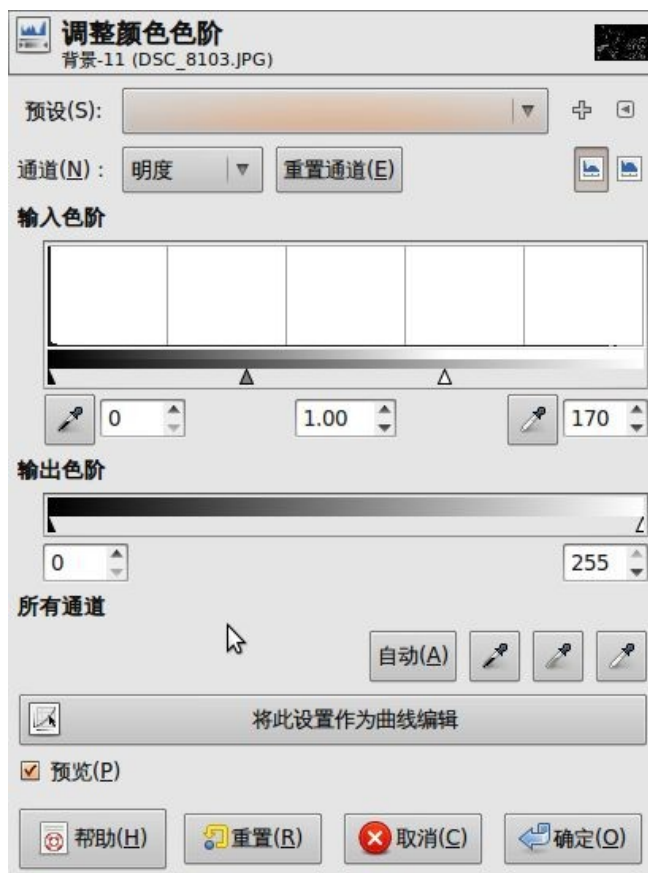 调整颜色色阶
背景-11 (DSC_8103.JPG)
预设(S):
通道(N)： 明度 重置通道(E)
输入色阶
0 1.00 170
输出色阶
0 255
所有通道
自动(A)
将此设置作为曲线编辑
预览(P)
帮助(H) 重置(R) 取消(C) 确定(O)